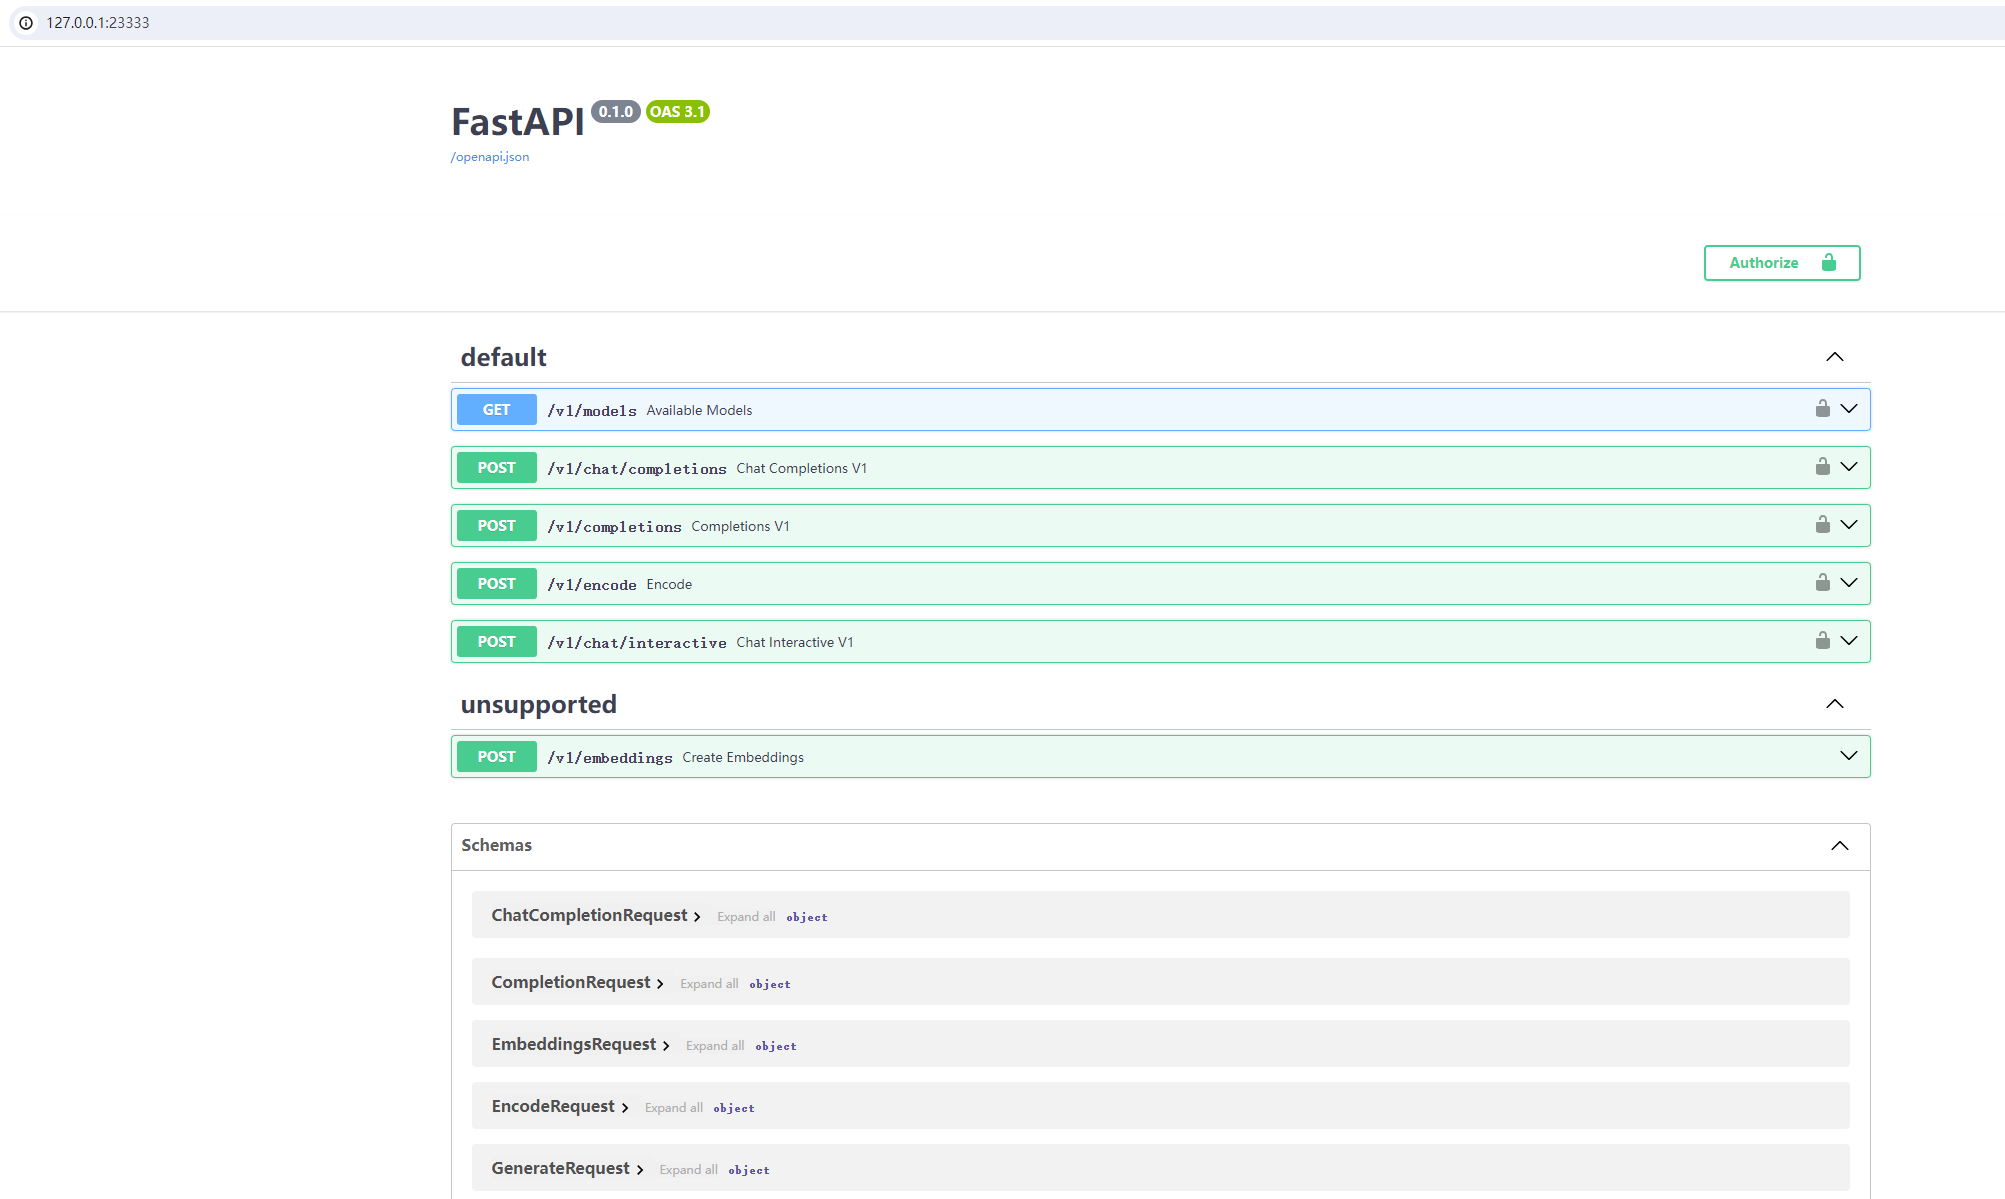 127.0.0.1:23333
FastAPI 0.1.0 OAS 3.1
/openapi.json
Authorize
default
GET /v1/models Available Models
POST /v1/chat/completions Chat Completions V1
POST /v1/completions Completions V1
POST /v1/encode Encode
POST /v1/chat/interactive Chat Interactive V1
unsupported
POST /v1/embeddings Create Embeddings
Schemas
ChatCompletionRequest Expand all object
CompletionRequest Expand all object
EmbeddingsRequest Expand all object
EncodeRequest Expand all object
GenerateRequest Expand all object